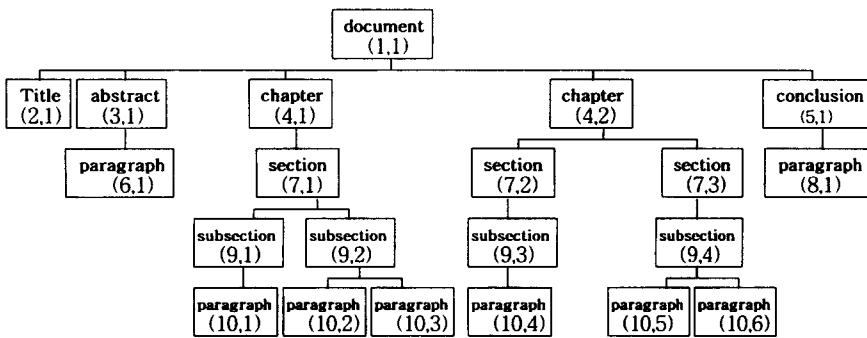 document
(1,1)
Title
(2,1)
abstract
(3,1)
chapter
(4,1)
chapter
(4,2)
conclusion
(5,1)
paragraph
(6,1)
section
(7,1)
section
(7,2)
section
(7,3)
paragraph
(8,1)
subsection
(9,1)
subsection
(9,2)
subsection
(9,3)
subsection
(9,4)
paragraph
(10,1)
paragraph
(10,2)
paragraph
(10,3)
paragraph
(10,4)
paragraph
(10,5)
paragraph
(10,6)